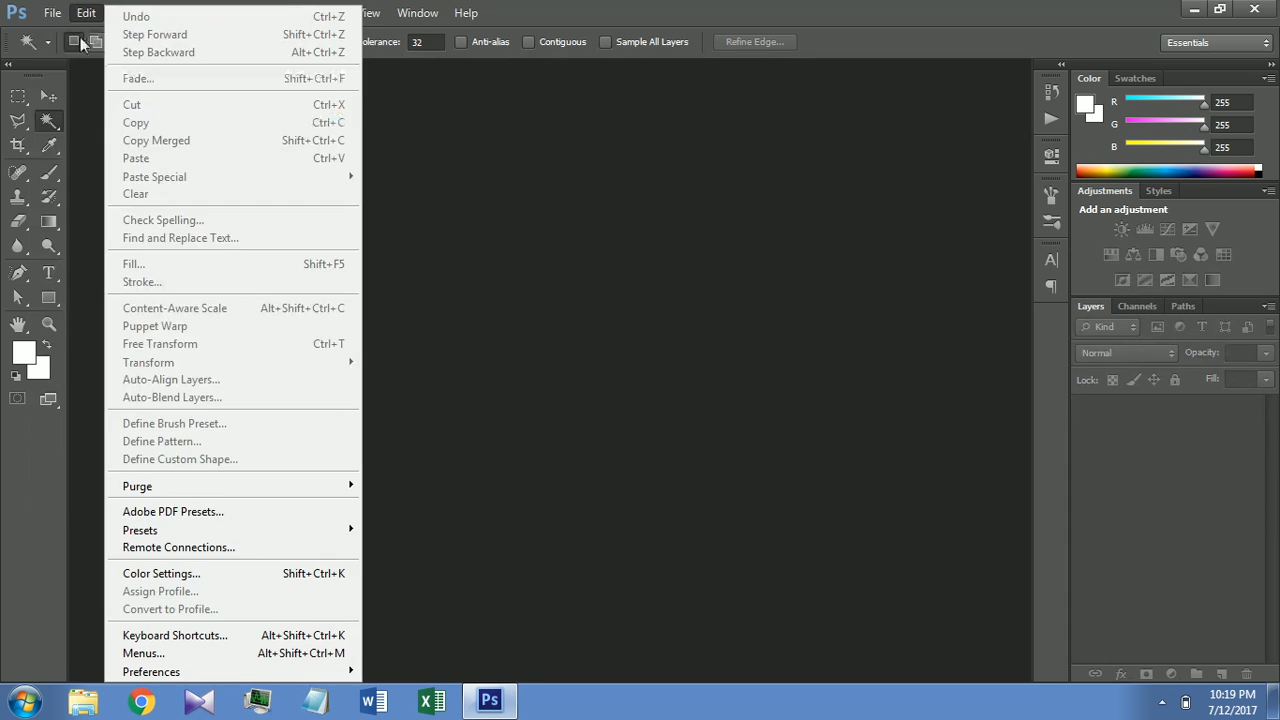 Ps File Edit iew Window Help
olerance: 32 Anti-alias Contiguous Sample All Layers Refine Edge... Essentials
Undo Ctrl+Z
Step Forward Shift+Ctrl+Z
Step Backward Alt+Ctrl+Z
Fade... Shift+Ctrl+F
Cut Ctrl+X
Copy Ctrl+C
Copy Merged Shift+Ctrl+C
Paste Ctrl+V
Paste Special
Clear
Check Spelling...
Find and Replace Text...
Fill... Shift+F5
Stroke...
Content-Aware Scale Alt+Shift+Ctrl+C
Puppet Warp
Free Transform Ctrl+T
Transform
Auto-Align Layers...
Auto-Blend Layers...
Define Brush Preset...
Define Pattern...
Define Custom Shape...
Purge
Adobe PDF Presets...
Presets
Remote Connections...
Color Settings... Shift+Ctrl+K
Assign Profile...
Convert to Profile...
Keyboard Shortcuts... Alt+Shift+Ctrl+K
Menus... Alt+Shift+Ctrl+M
Preferences
Color Swatches
R 255
G 255
B 255
Adjustments Styles
Add an adjustment
Layers Channels Paths
Kind
Normal Opacity:
Lock: Fill:
10:19 PM
7/12/2017